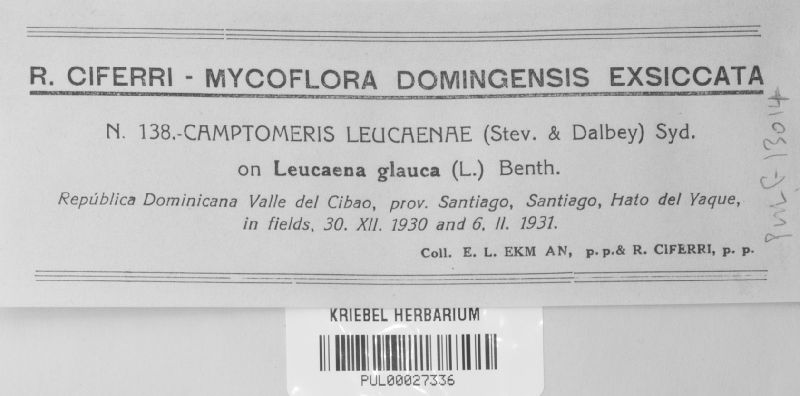 R. CIFERRI - MYCOFLORA DOMINGENSIS EXSICCATA
N. 138.-CAMPTOMERIS LEUCAENAE (Stev. & Dalbey) Syd.
on Leucaena glauca (L.) Benth.
República Dominicana Valle del Cibao, prov. Santiago, Santiago, Hato del Yaque,
in fields, 30. XII. 1930 and 6. II. 1931.
Coll. E. L. EKM AN, p. p.& R. CIFERRI, p. p.
PUL F 13014
KRIEBEL HERBARIUM
PUL00027336